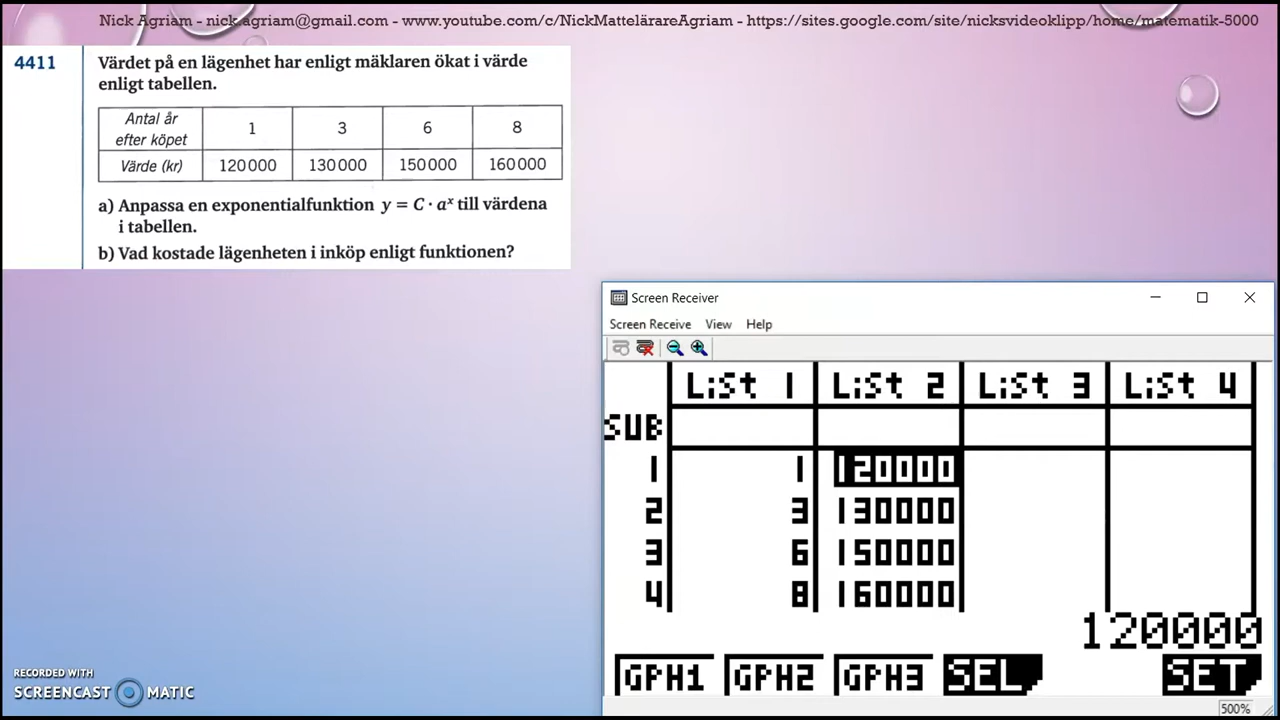 Nick Agriam - nick.agriam@gmail.com - www.youtube.com/c/NickMattelärareAgriam - https://sites.google.com/site/nicksvideoklipp/home/matematik-5000
4411 Värdet på en lägenhet har enligt mäklaren ökat i värde
enligt tabellen.
Antal år
efter köpet 1 3 6 8
Värde (kr) 120 000 130 000 150 000 160 000
a) Anpassa en exponentialfunktion y = C · a^x till värdena
i tabellen.
b) Vad kostade lägenheten i inköp enligt funktionen?
Screen Receiver
Screen Receive View Help
List 1 List 2 List 3 List 4
SUB
1 1 120000
2 3 130000
3 6 150000
4 8 160000
120000
GPH1 GPH2 GPH3 SEL SET
500%
RECORDED WITH
SCREENCAST MATIC